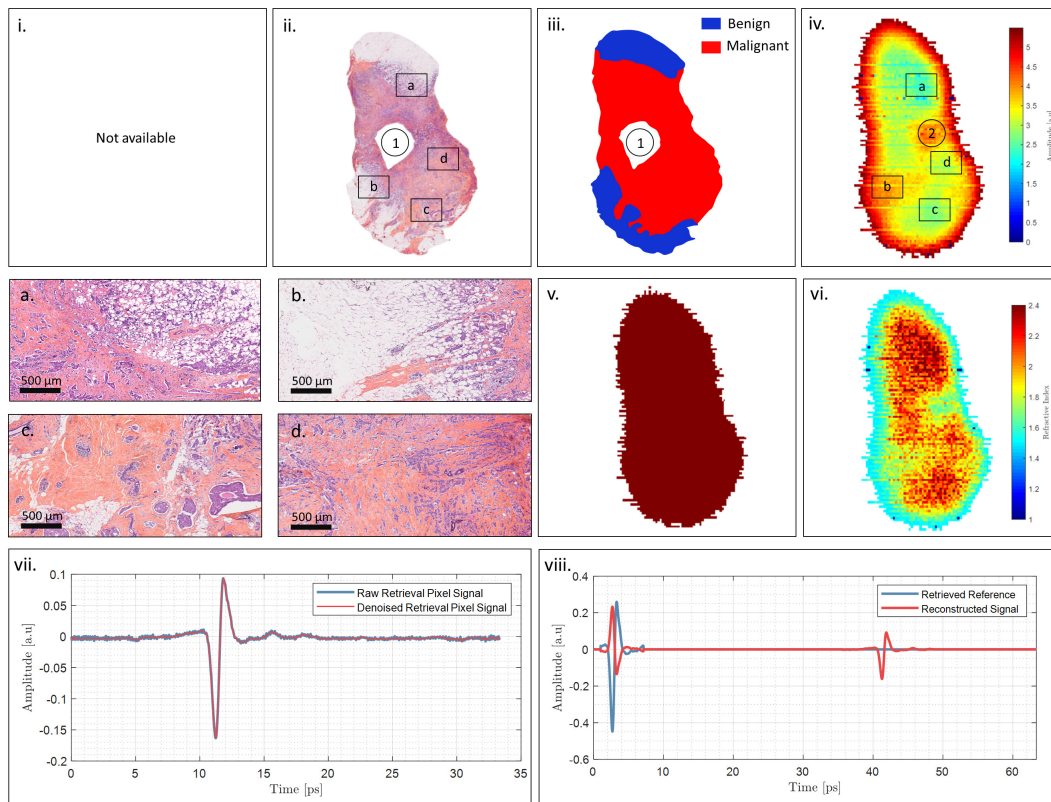 i.
Not available
ii.
a
1
d
b
c
iii.
Benign
Malignant
1
iv.
a
2
d
b
c
5
4.5
4
3.5
3
2.5
2
1.5
1
0.5
0
Amplitude [a.u]
a.
500 µm
b.
500 µm
c.
500 µm
d.
500 µm
v.
vi.
2.4
2.2
2
1.8
1.6
1.4
1.2
1
Refractive Index
vii.
Raw Retrieval Pixel Signal
Denoised Retrieval Pixel Signal
Amplitude [a.u]
0.1
0.05
0
-0.05
-0.1
-0.15
-0.2
0 5 10 15 20 25 30 35
Time [ps]
viii.
Retrieved Reference
Reconstructed Signal
Amplitude [a.u]
0.4
0.2
0
-0.2
-0.4
-0.6
0 10 20 30 40 50 60
Time [ps]